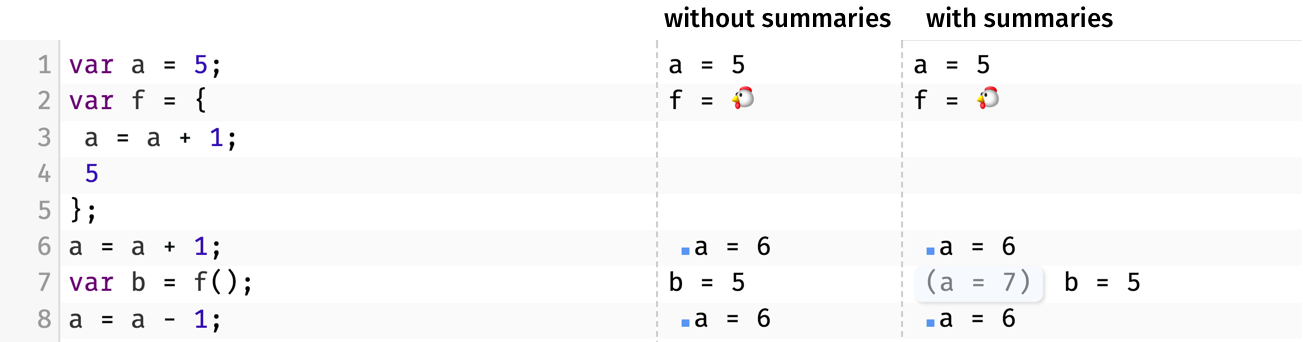 without summaries with summaries
1 var a = 5; a = 5 a = 5
2 var f = { f = 🐔 f = 🐔
3 a = a + 1;
4 5
5 };
6 a = a + 1; a = 6 a = 6
7 var b = f(); b = 5 (a = 7) b = 5
8 a = a - 1; a = 6 a = 6